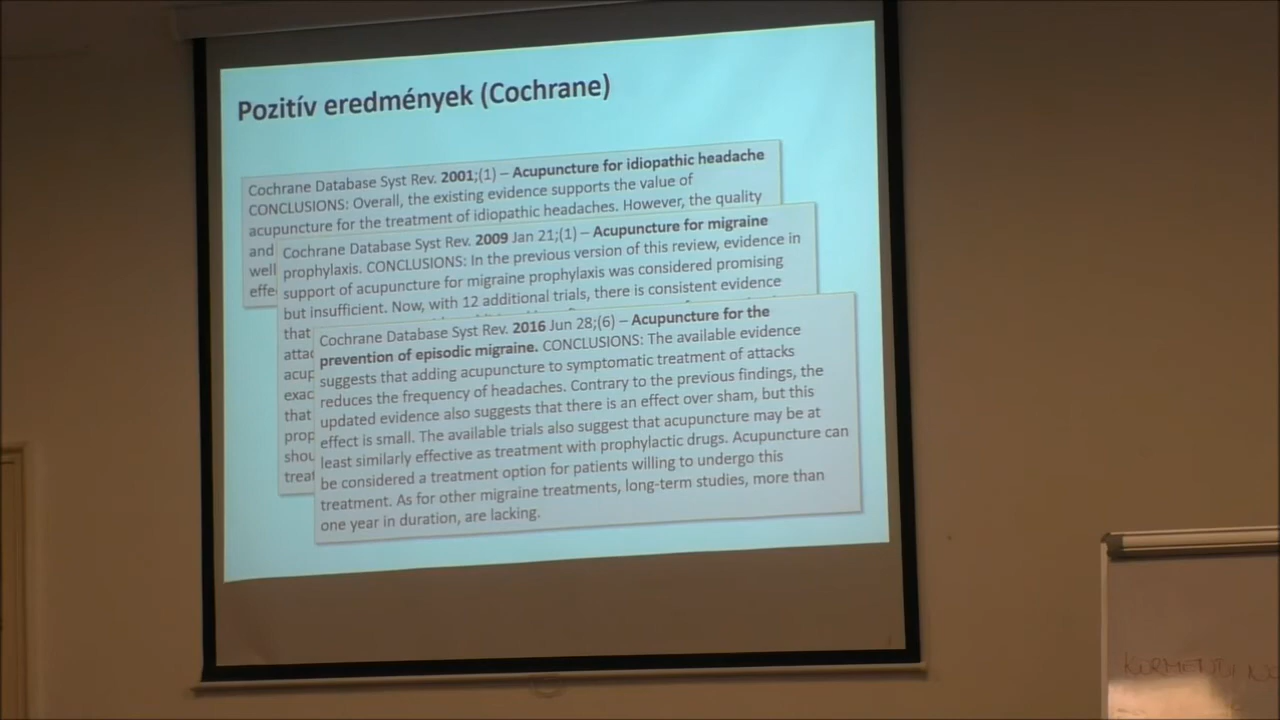 Pozitív eredmények (Cochrane)
Cochrane Database Syst Rev. 2001;(1) – Acupuncture for idiopathic headache
CONCLUSIONS: Overall, the existing evidence supports the value of
acupuncture for the treatment of idiopathic headaches. However, the quality
and
well
effe
Cochrane Database Syst Rev. 2009 Jan 21;(1) – Acupuncture for migraine
prophylaxis. CONCLUSIONS: In the previous version of this review, evidence in
support of acupuncture for migraine prophylaxis was considered promising
but insufficient. Now, with 12 additional trials, there is consistent evidence
that
attac
acup
exac
that
prop
shou
treat
Cochrane Database Syst Rev. 2016 Jun 28;(6) – Acupuncture for the
prevention of episodic migraine. CONCLUSIONS: The available evidence
suggests that adding acupuncture to symptomatic treatment of attacks
reduces the frequency of headaches. Contrary to the previous findings, the
updated evidence also suggests that there is an effect over sham, but this
effect is small. The available trials also suggest that acupuncture may be at
least similarly effective as treatment with prophylactic drugs. Acupuncture can
be considered a treatment option for patients willing to undergo this
treatment. As for other migraine treatments, long-term studies, more than
one year in duration, are lacking.